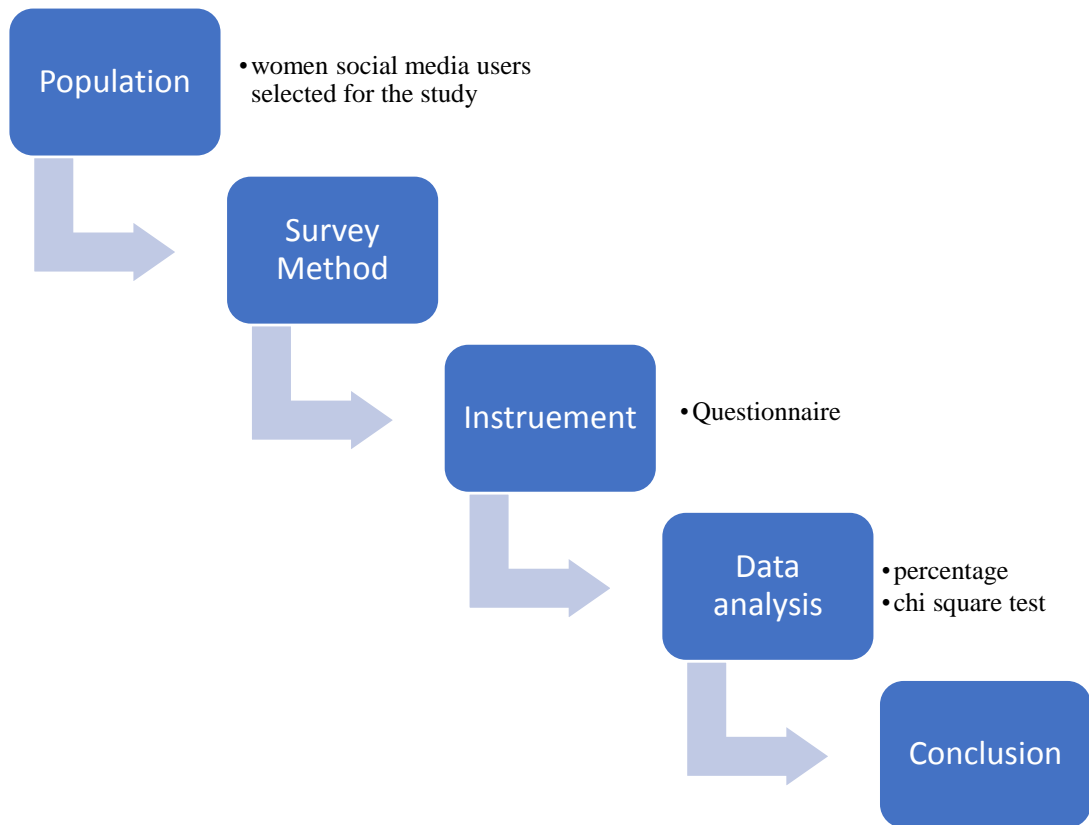 Population
•women social media users
selected for the study
Survey
Method
Instruement
•Questionnaire
Data
analysis
•percentage
•chi square test
Conclusion